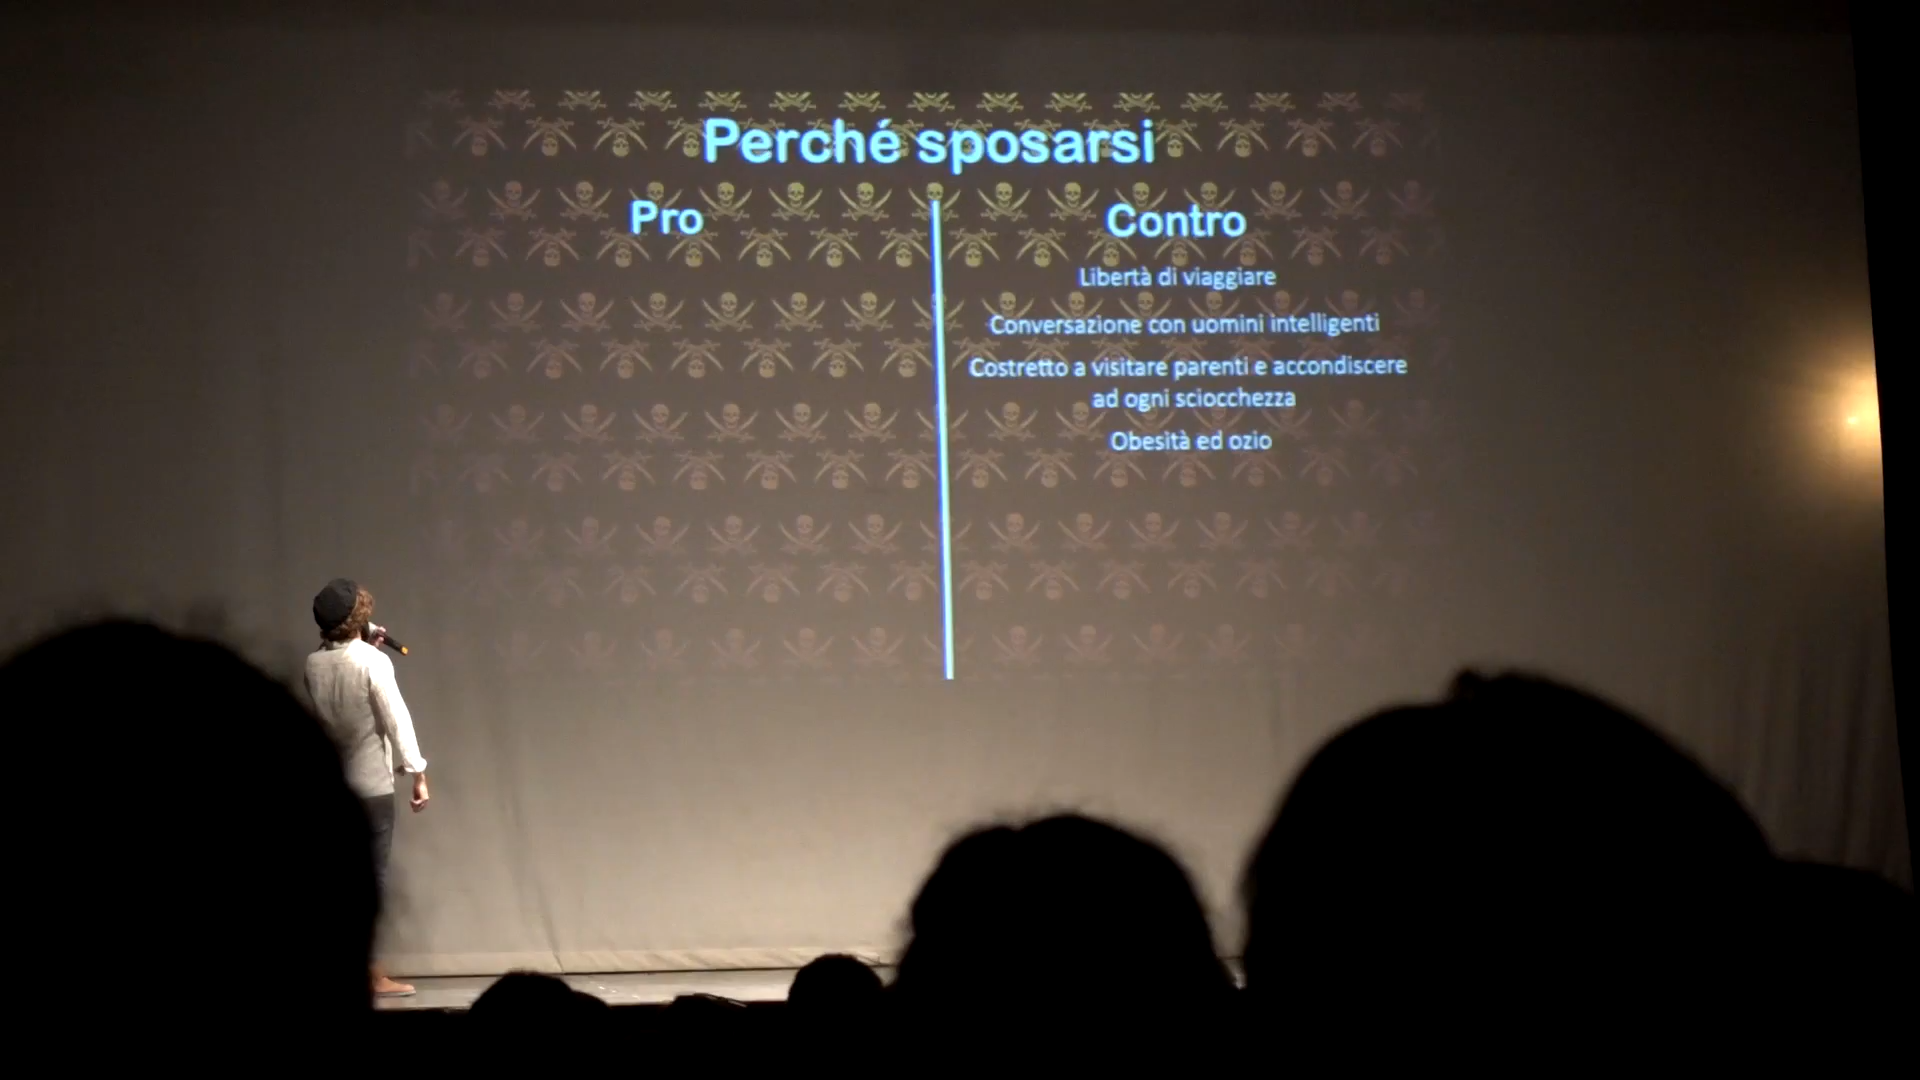 Perché sposarsi
Pro
Contro
Libertà di viaggiare
Conversazione con uomini intelligenti
Costretto a visitare parenti e accondiscere
ad ogni sciocchezza
Obesità ed ozio